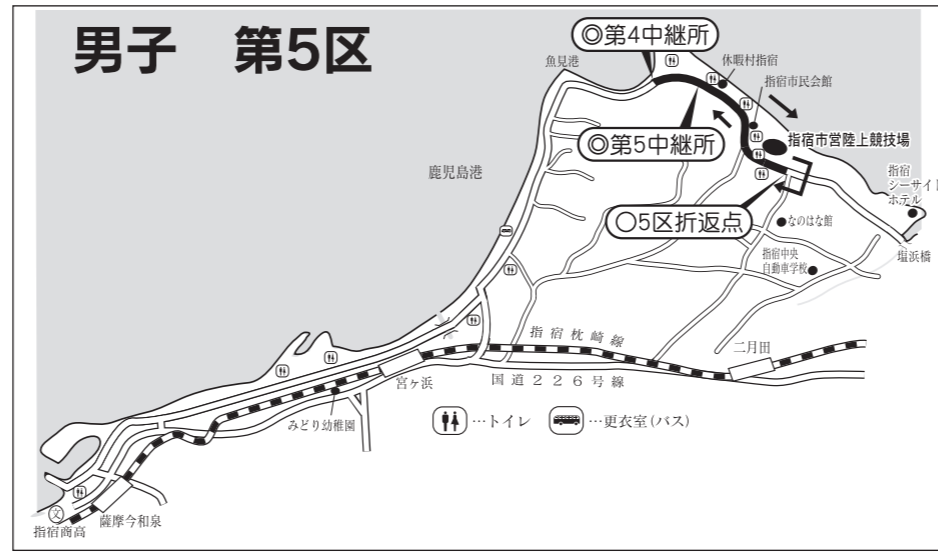 男子 第5区
◎第4中継所
魚見港
休暇村指宿
指宿市民会館
◎第5中継所
指宿市営陸上競技場
鹿児島港
指宿
シーサイド
ホテル
○5区折返点
なのはな館
塩浜橋
指宿中央
自動車学校
指宿枕崎線
二月田
宮ヶ浜
国道226号線
みどり幼稚園
…トイレ
…更衣室(バス)
文
薩摩今和泉
指宿商高